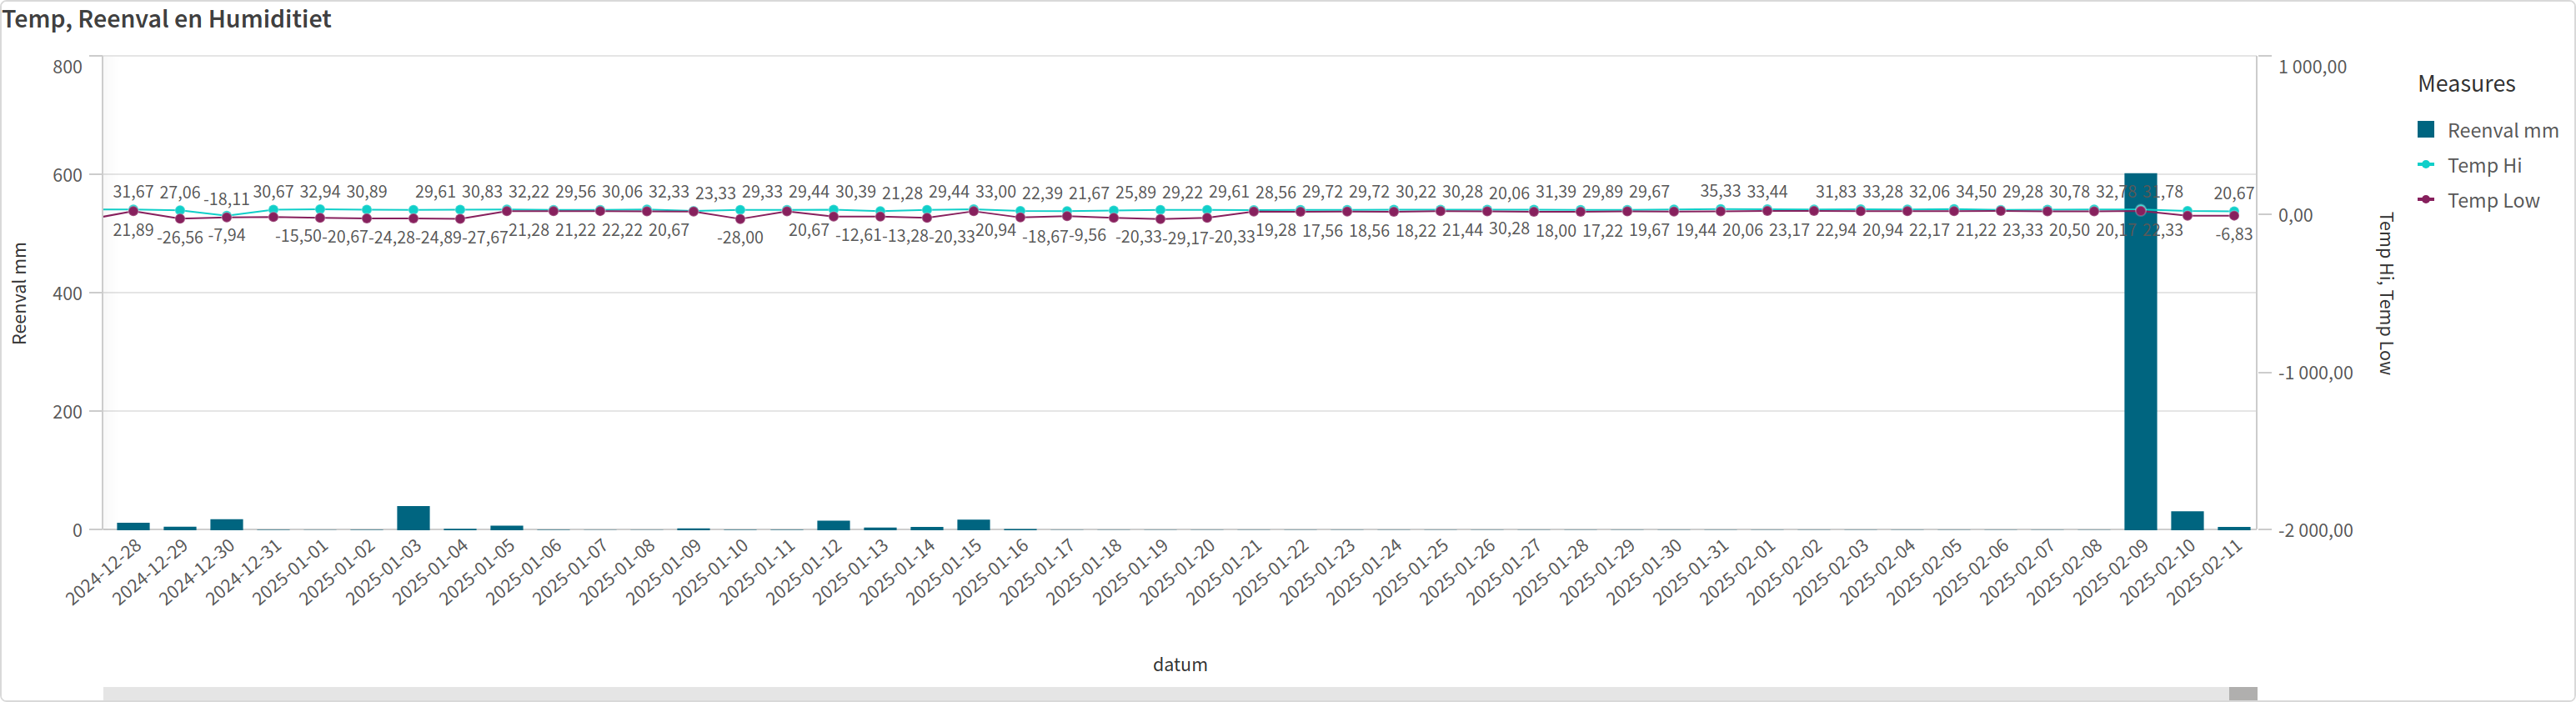 Temp, Reenval en Humiditiet
800
600
400
200
0
Reenval mm
1 000,00
0,00
-1 000,00
-2 000,00
Temp Hi, Temp Low
Measures
Reenval mm
Temp Hi
Temp Low
31,67 27,06 -18,11 30,67 32,94 30,89 29,61 30,83 32,22 29,56 30,06 32,33 23,33 29,33 29,44 30,39 21,28 29,44 33,00 22,39 21,67 25,89 29,22 29,61 28,56 29,72 29,72 30,22 30,28 20,06 31,39 29,89 29,67 35,33 33,44 31,83 33,28 32,06 34,50 29,28 30,78 32,78 31,78 20,67
21,89 -26,56 -7,94 -15,50 -20,67 -24,28 -24,89 -27,67 21,28 21,22 22,22 20,67 -28,00 20,67 -12,61 -13,28 -20,33 20,94 -18,67 -9,56 -20,33 -29,17 -20,33 19,28 17,56 18,56 18,22 21,44 30,28 18,00 17,22 19,67 19,44 20,06 23,17 22,94 20,94 22,17 21,22 23,33 20,50 20,17 22,33 -6,83
2024-12-28 2024-12-29 2024-12-30 2024-12-31 2025-01-01 2025-01-02 2025-01-03 2025-01-04 2025-01-05 2025-01-06 2025-01-07 2025-01-08 2025-01-09 2025-01-10 2025-01-11 2025-01-12 2025-01-13 2025-01-14 2025-01-15 2025-01-16 2025-01-17 2025-01-18 2025-01-19 2025-01-20 2025-01-21 2025-01-22 2025-01-23 2025-01-24 2025-01-25 2025-01-26 2025-01-27 2025-01-28 2025-01-29 2025-01-30 2025-01-31 2025-02-01 2025-02-02 2025-02-03 2025-02-04 2025-02-05 2025-02-06 2025-02-07 2025-02-08 2025-02-09 2025-02-10 2025-02-11
datum